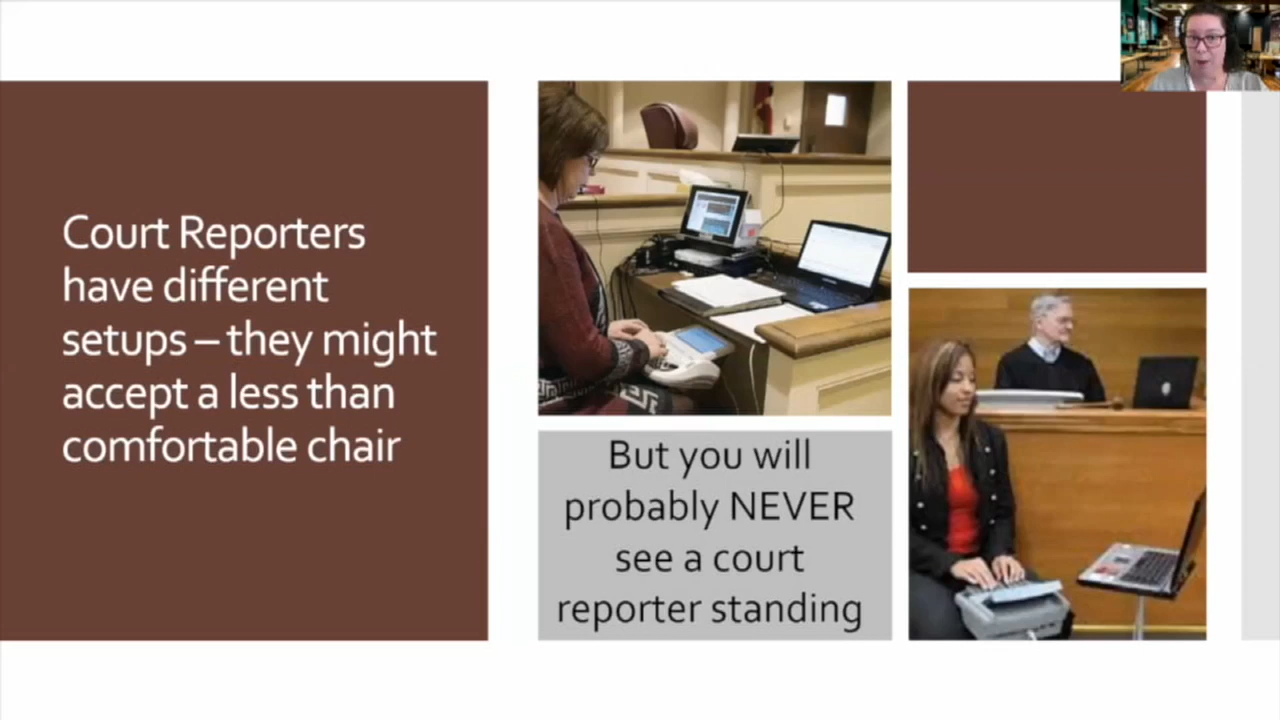 Court Reporters
have different
setups – they might
accept a less than
comfortable chair
But you will
probably NEVER
see a court
reporter standing